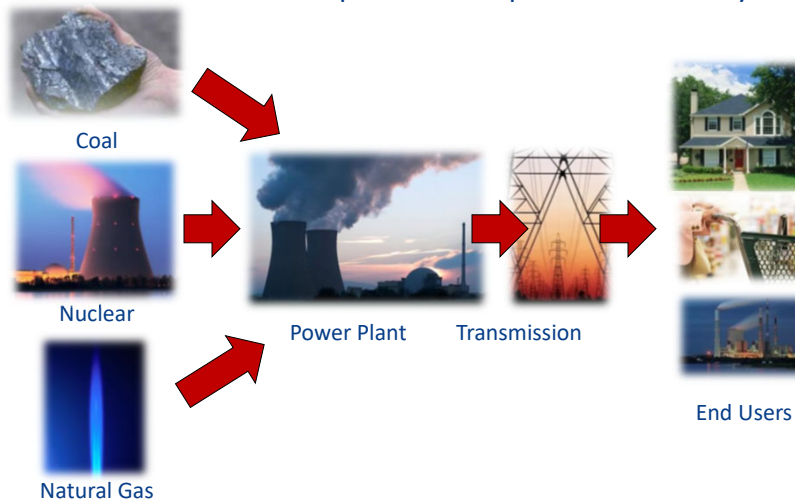 Coal
Nuclear
Power Plant
Transmission
End Users
Natural Gas